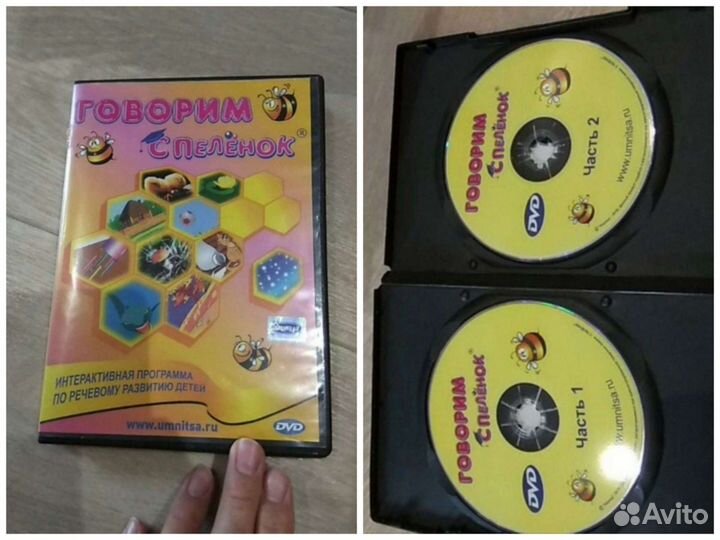 ГОВОРИМ
С ПЕЛЁНОК®
ИНТЕРАКТИВНАЯ ПРОГРАММА
ПО РЕЧЕВОМУ РАЗВИТИЮ ДЕТЕЙ
www.umnitsa.ru
DVD
ГОВОРИМ
С ПЕЛЁНОК®
DVD
Часть 2
www.umnitsa.ru
ГОВОРИМ
С ПЕЛЁНОК®
DVD
Часть 1
www.umnitsa.ru
Avito